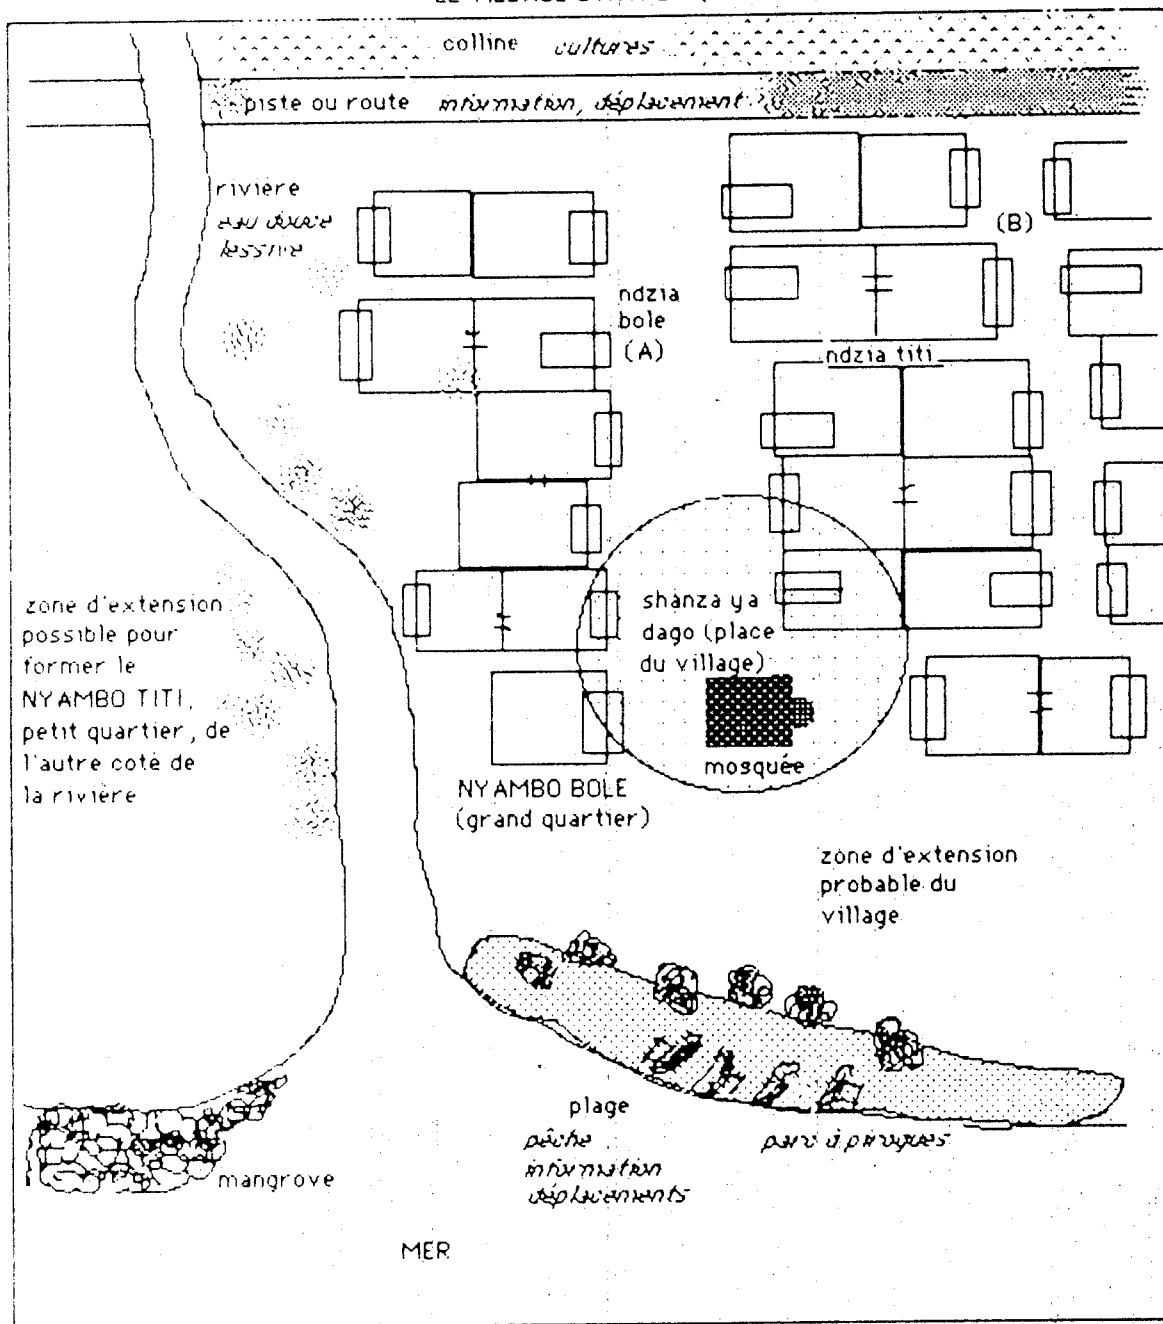 colline cultures
piste ou route information, déplacement
rivière
eau douce
lessive
(B)
ndzia
bole
(A)
ndzia titi
shanza ya
dago (place
du village)
mosquée
zone d'extension
possible pour
former le
NYAMBO TITI,
petit quartier, de
l'autre coté de
la rivière
NYAMBO BOLE
(grand quartier)
zone d'extension
probable du
village
plage
pêche
information
déplacements
parc à pirogues
mangrove
MER